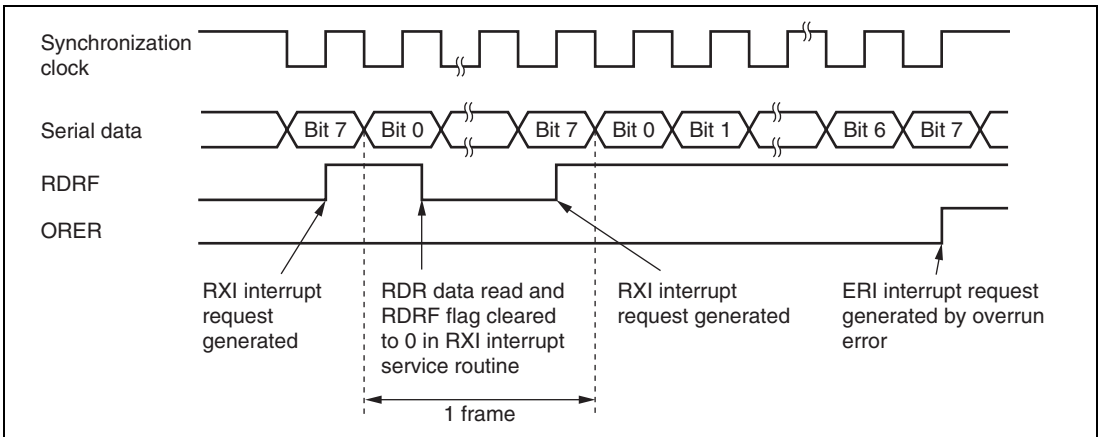 Synchronization
clock
Serial data
Bit 7 Bit 0 Bit 7 Bit 0 Bit 1 Bit 6 Bit 7
RDRF
ORER
RXI interrupt
request
generated
RDR data read and
RDRF flag cleared
to 0 in RXI interrupt
service routine
RXI interrupt
request generated
ERI interrupt request
generated by overrun
error
1 frame